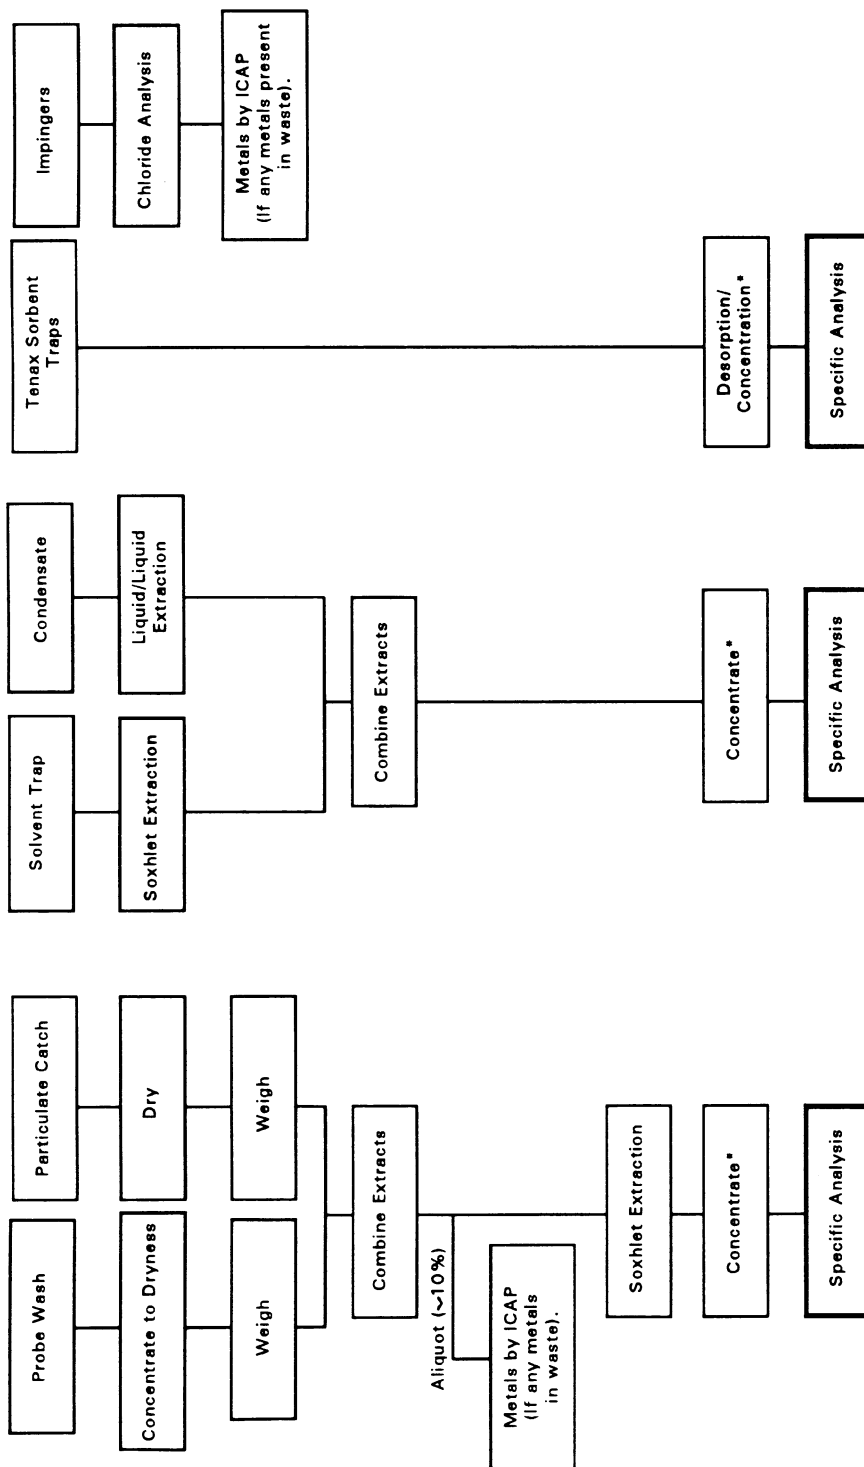 Probe Wash
Particulate Catch
Solvent Trap
Condensate
Tenax Sorbent
Traps
Impingers
Concentrate to Dryness
Dry
Soxhlet Extraction
Liquid/Liquid
Extraction
Chloride Analysis
Weigh
Weigh
Metals by ICAP
(If any metals present
in waste).
Combine Extracts
Combine Extracts
Aliquot (~10%)
Metals by ICAP
(If any metals
in waste).
Soxhlet Extraction
Concentrate*
Concentrate*
Desorption/
Concentration*
Specific Analysis
Specific Analysis
Specific Analysis